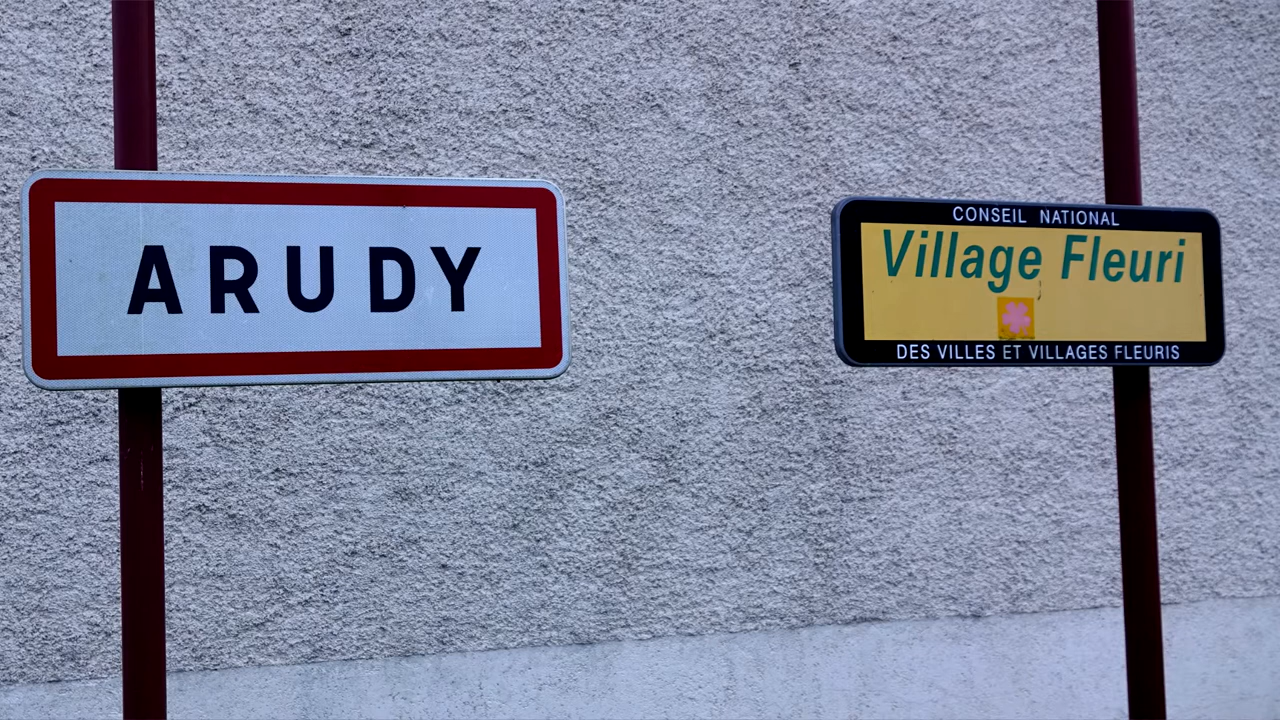 ARUDY
CONSEIL NATIONAL
Village Fleuri
DES VILLES ET VILLAGES FLEURIS